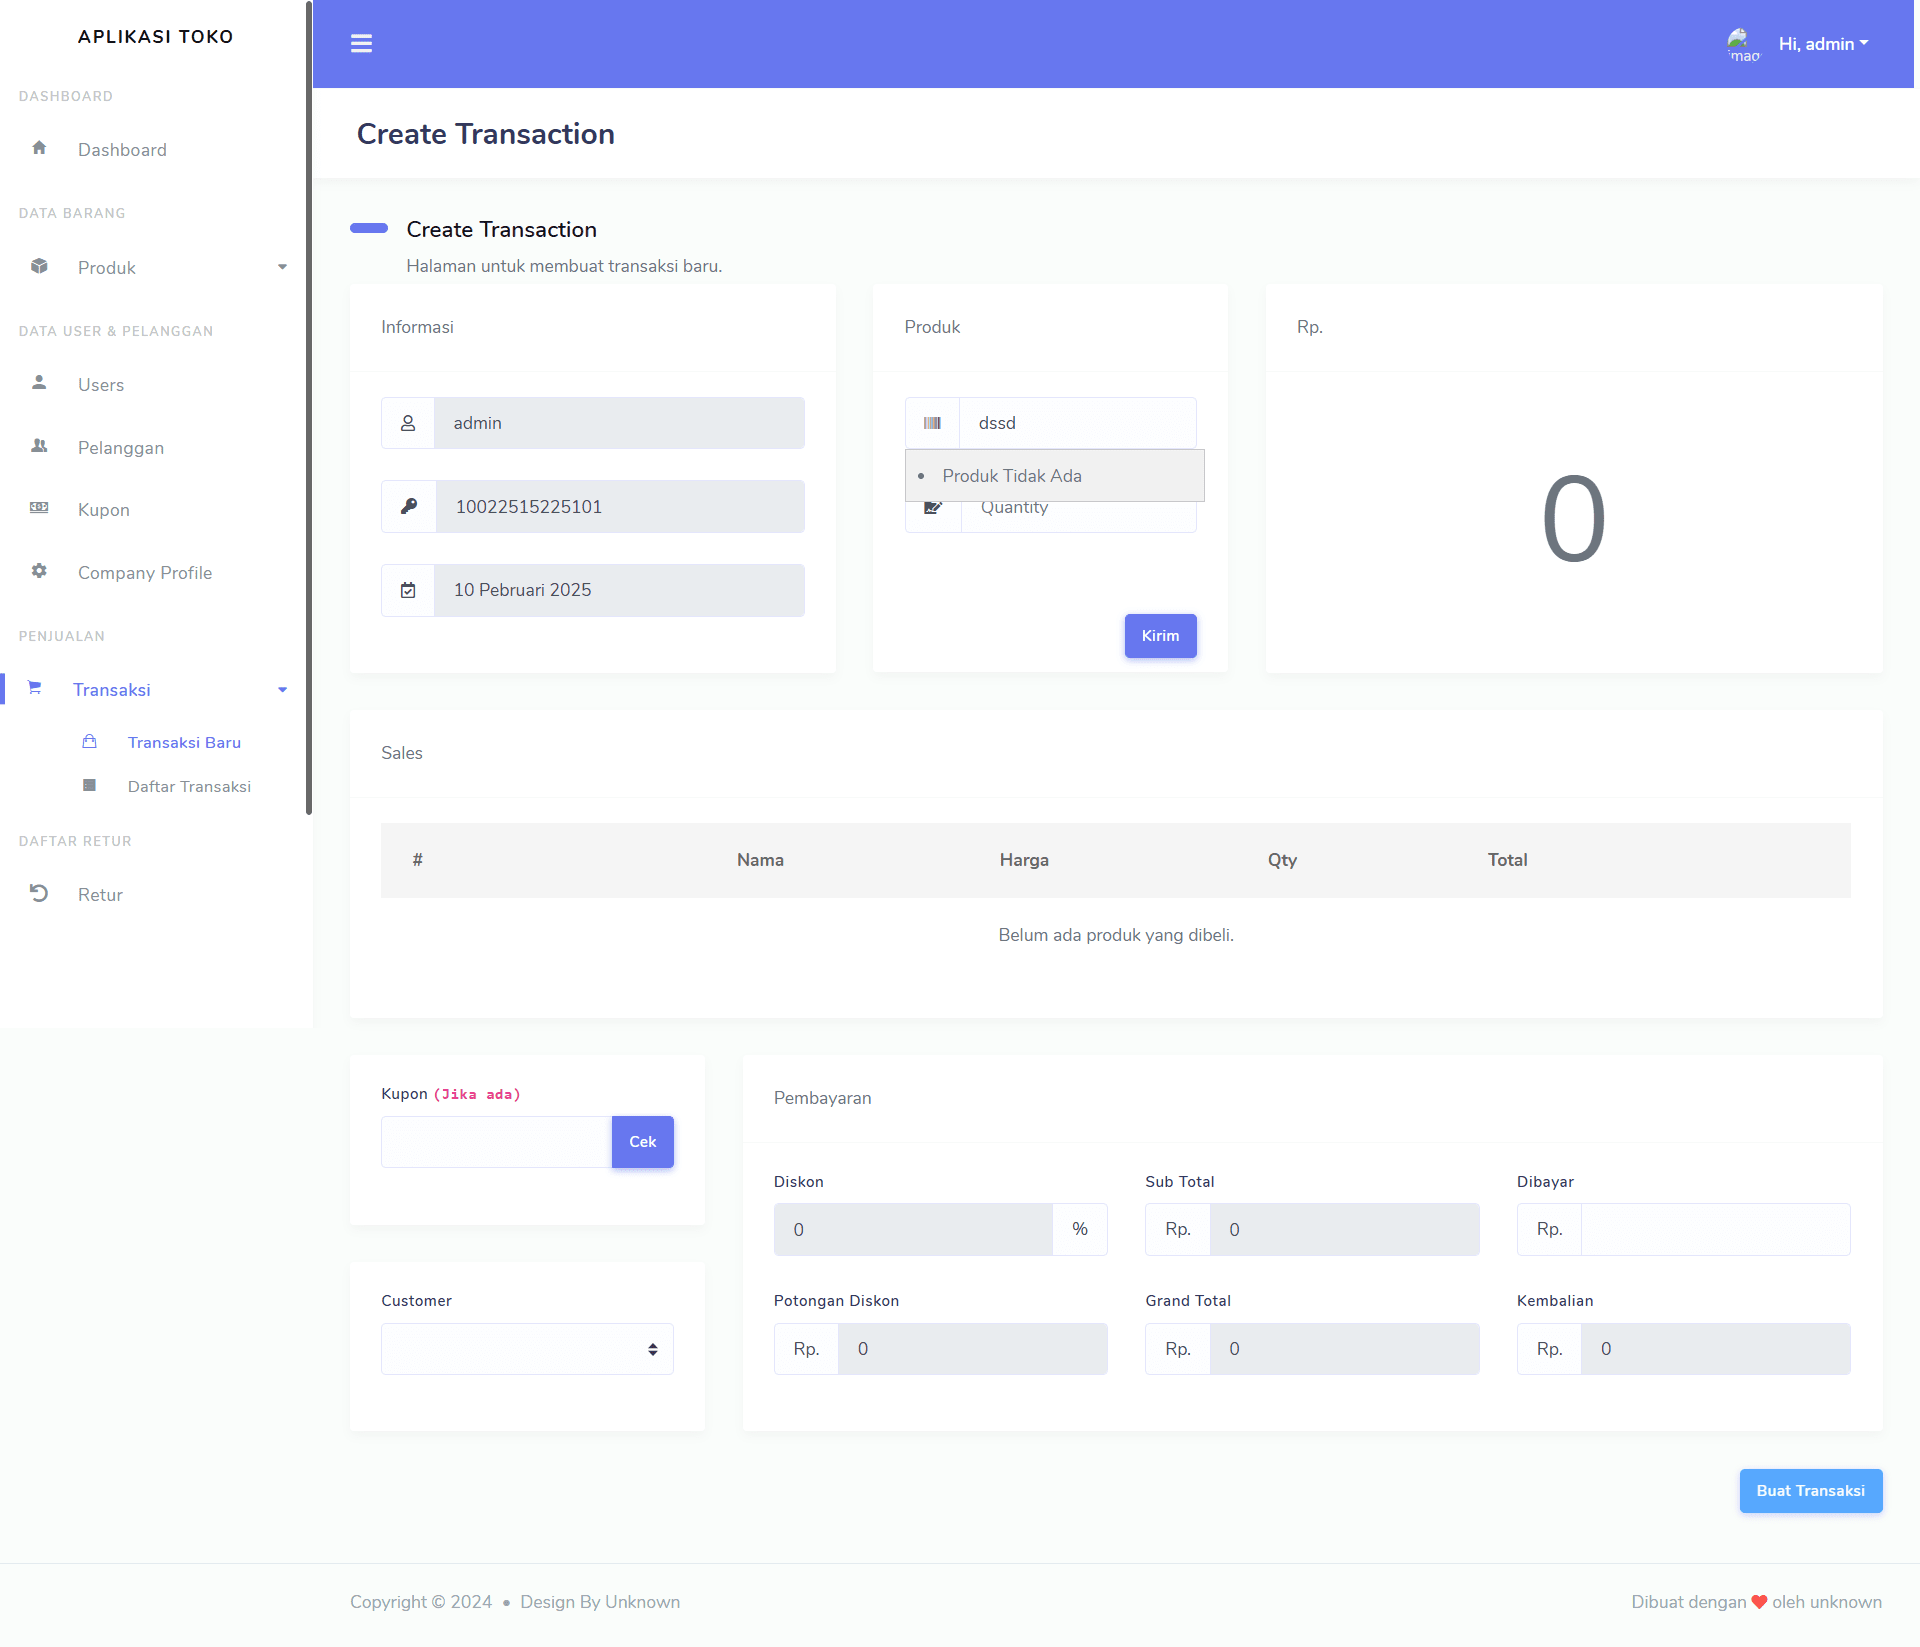 APLIKASI TOKO
DASHBOARD
Dashboard
DATA BARANG
Produk
DATA USER & PELANGGAN
Users
Pelanggan
Kupon
Company Profile
PENJUALAN
Transaksi
Transaksi Baru
Daftar Transaksi
DAFTAR RETUR
Retur
imag
Hi, admin
Create Transaction
Create Transaction
Halaman untuk membuat transaksi baru.
Informasi
admin
10022515225101
10 Pebruari 2025
Produk
dssd
• Produk Tidak Ada
Quantity
Kirim
Rp.
0
Sales
# Nama Harga Qty Total
Belum ada produk yang dibeli.
Kupon (Jika ada)
Cek
Customer
Pembayaran
Diskon Sub Total Dibayar
0 % Rp. 0 Rp.
Potongan Diskon Grand Total Kembalian
Rp. 0 Rp. 0 Rp. 0
Buat Transaksi
Copyright © 2024 • Design By Unknown
Dibuat dengan ❤ oleh unknown